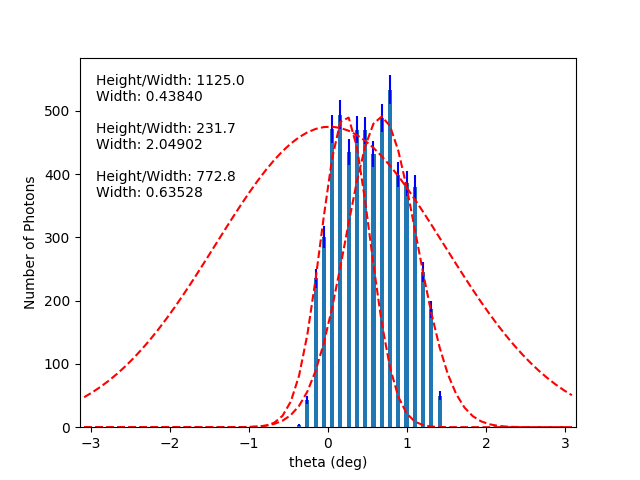 Height/Width: 1125.0
Width: 0.43840
Height/Width: 231.7
Width: 2.04902
Height/Width: 772.8
Width: 0.63528
Number of Photons
500
400
300
200
100
0
−3
−2
−1
0
1
2
3
theta (deg)